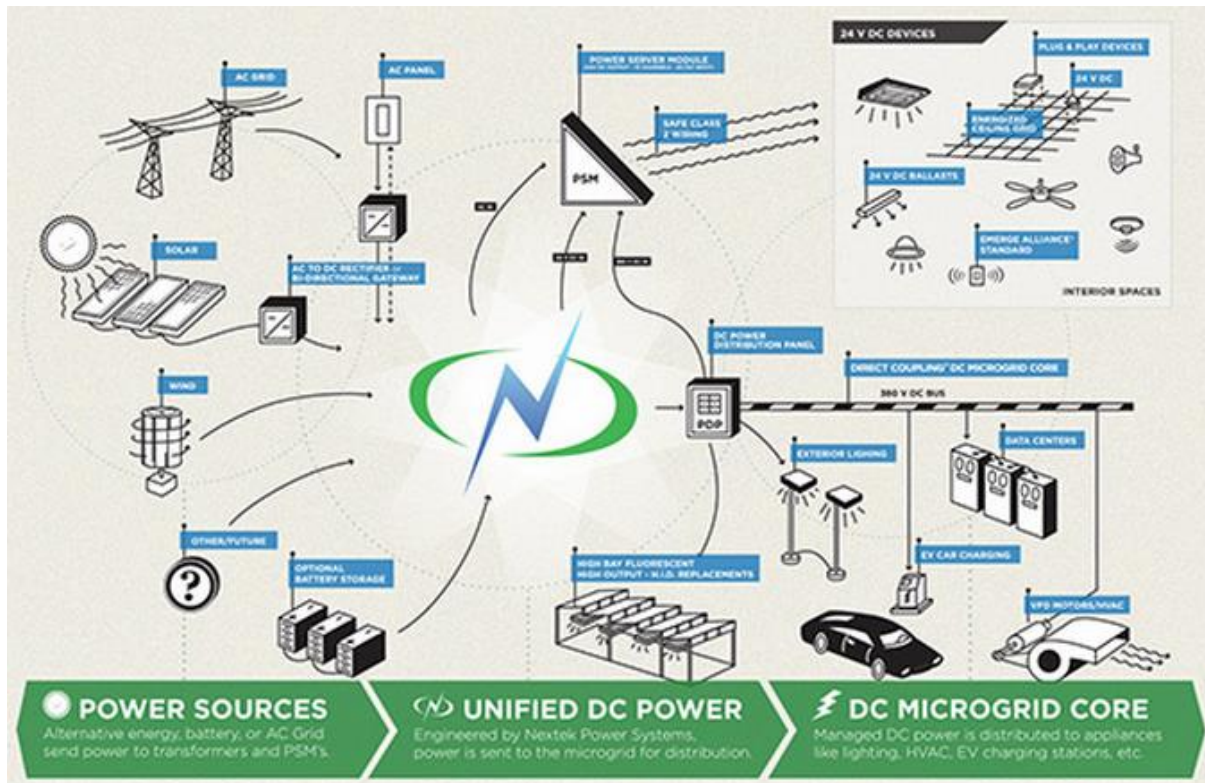 24 V DC DEVICES
PLUG & PLAY DEVICES
24 V DC
ENERGIZED
CEILING GRID
24 V DC BALLASTS
EMERGE ALLIANCE
STANDARD
INTERIOR SPACES
AC GRID
AC PANEL
POWER SERVER MODULE
SAFE CLASS
2 WIRING
PSM
SOLAR
AC TO DC RECTIFIER or
BI-DIRECTIONAL GATEWAY
WIND
DC POWER
DISTRIBUTION PANEL
PDP
DIRECT COUPLING DC MICROGRID CORE
380 V DC BUS
EXTERIOR LIGHING
DATA CENTERS
OTHER/FUTURE
?
OPTIONAL
BATTERY STORAGE
HIGH BAY FLUORESCENT
HIGH OUTPUT - H.I.D. REPLACEMENTS
EV CAR CHARGING
VFD MOTORS/HVAC
POWER SOURCES
Alternative energy, battery, or AC Grid
send power to transformers and PSM's.
UNIFIED DC POWER
Engineered by Nextek Power Systems,
power is sent to the microgrid for distribution.
DC MICROGRID CORE
Managed DC power is distributed to appliances
like lighting, HVAC, EV charging stations, etc.